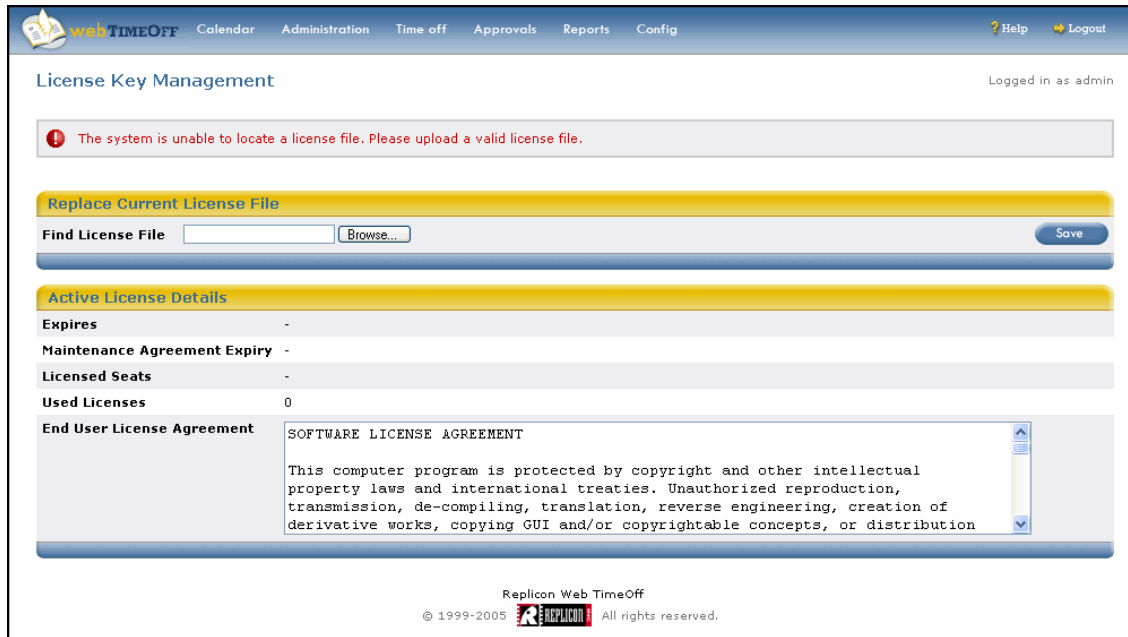 webTIMEOFF Calendar Administration Time off Approvals Reports Config ? Help Logout
License Key Management Logged in as admin
The system is unable to locate a license file. Please upload a valid license file.
Replace Current License File
Find License File Browse... Save
Active License Details
Expires -
Maintenance Agreement Expiry -
Licensed Seats -
Used Licenses 0
End User License Agreement SOFTWARE LICENSE AGREEMENT
This computer program is protected by copyright and other intellectual
property laws and international treaties. Unauthorized reproduction,
transmission, de-compiling, translation, reverse engineering, creation of
derivative works, copying GUI and/or copyrightable concepts, or distribution
Replicon Web TimeOff
© 1999-2005 REPLICON All rights reserved.